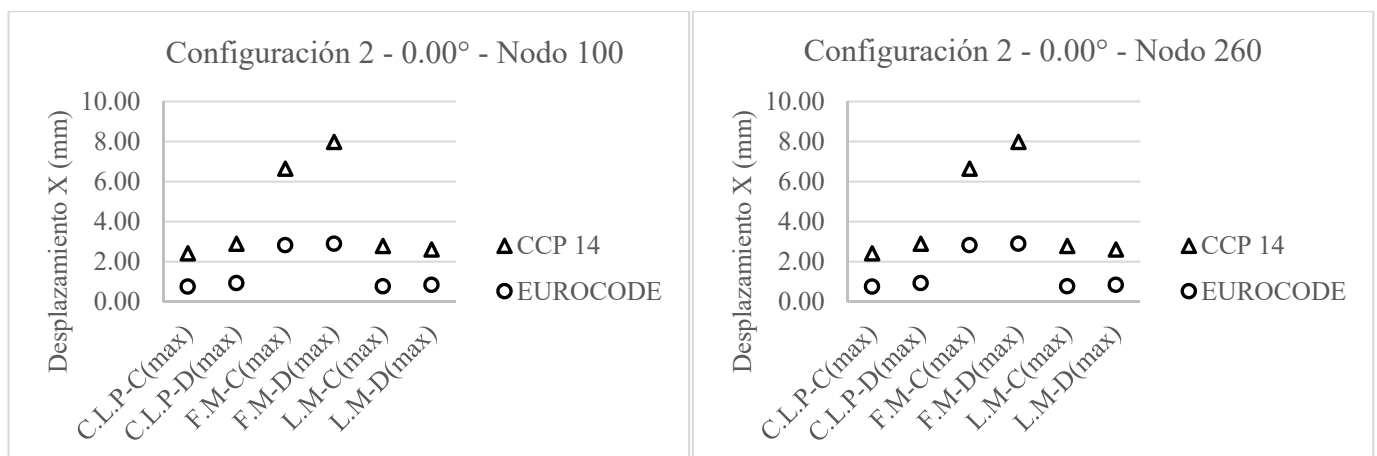 Configuración 2 - 0.00° - Nodo 100
Desplazamiento X (mm)
10.00
8.00
6.00
4.00
2.00
0.00
C.L.P-C(max)
C.L.P-D(max)
F.M-C(max)
F.M-D(max)
L.M-C(max)
L.M-D(max)
CCP 14
EUROCODE
Configuración 2 - 0.00° - Nodo 260
Desplazamiento X (mm)
10.00
8.00
6.00
4.00
2.00
0.00
C.L.P-C(max)
C.L.P-D(max)
F.M-C(max)
F.M-D(max)
L.M-C(max)
L.M-D(max)
CCP 14
EUROCODE